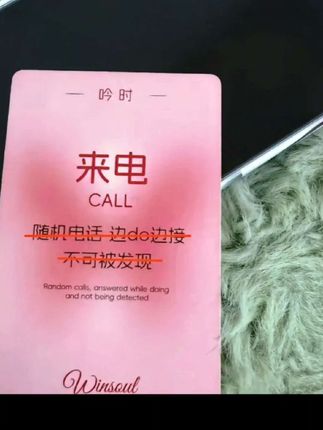 — 吟时 —
来电
CALL
随机电话 边do边接
不可被发现
Random calls, answered while doing
and not being detected
Winsoul